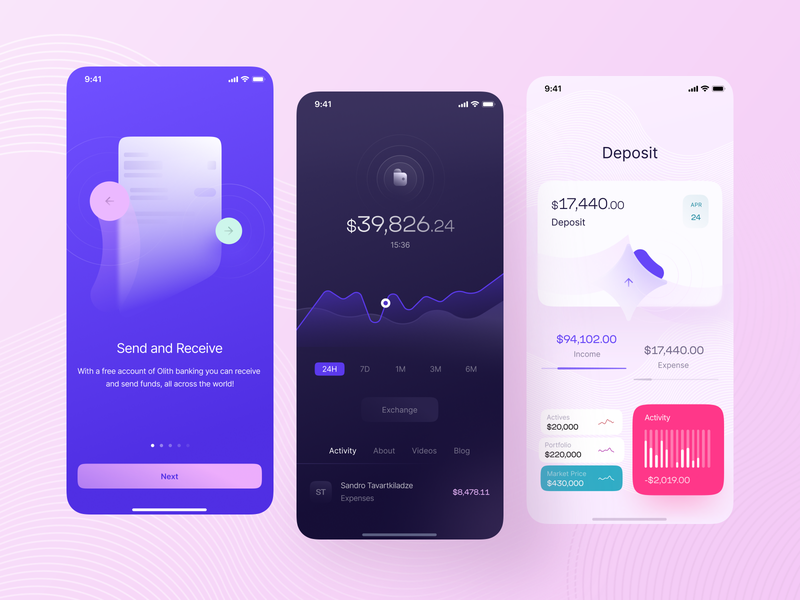 9:41
Send and Receive
With a free account of Olith banking you can receive
and send funds, all across the world!
Next
9:41
$39,826.24
15:36
24H 7D 1M 3M 6M
Exchange
Activity About Videos Blog
ST
Sandro Tavartkiladze
Expenses
$8,478.11
9:41
Deposit
$17,440.00
Deposit
APR
24
$94,102.00
Income
$17,440.00
Expense
Actives
$20,000
Portfolio
$220,000
Market Price
$430,000
Activity
-$2,019.00